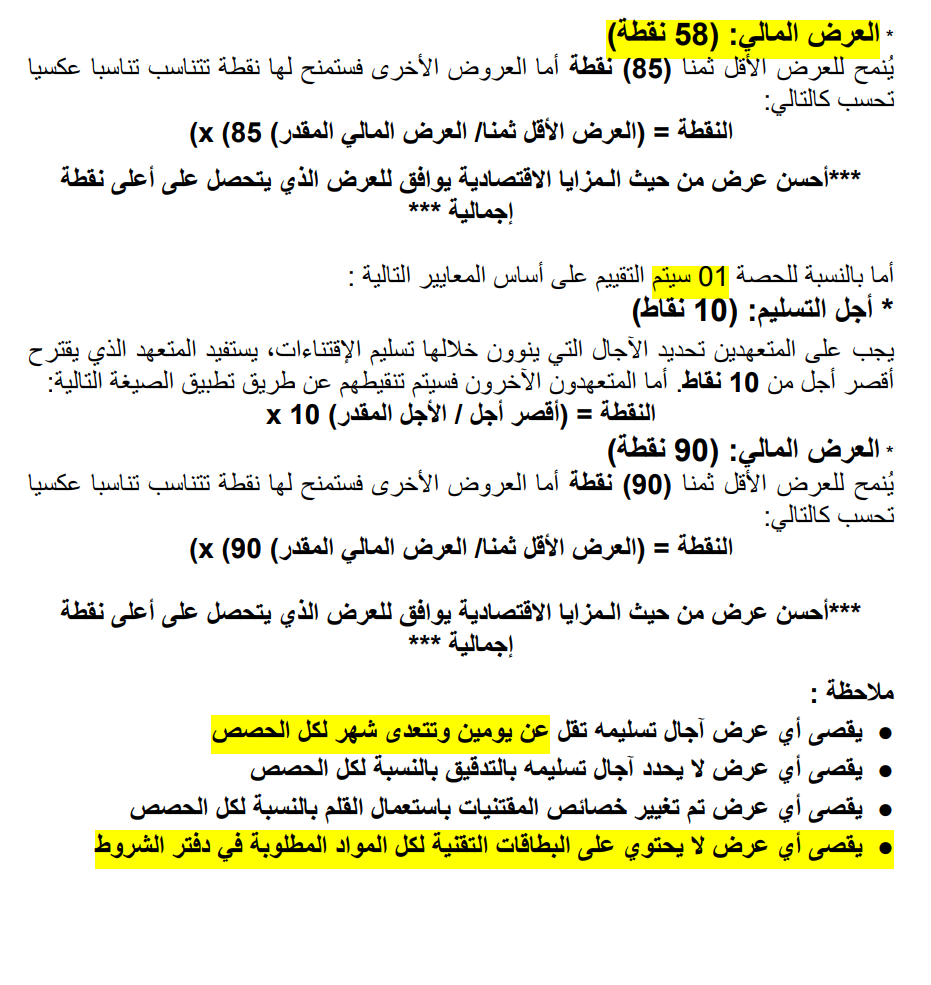 * العرض المالي: (58 نقطة)
يُنمح للعرض الأقل ثمنا (85) نقطة أما العروض الأخرى فستمنح لها نقطة تتناسب تناسبا عكسيا
تحسب كالتالي:
النقطة = (العرض الأقل ثمنا/ العرض المالي المقدر) x (85)
***أحسن عرض من حيث الـمزايا الاقتصادية يوافق للعرض الذي يتحصل على أعلى نقطة
إجمالية ***
أما بالنسبة للحصة 01 سيتم التقييم على أساس المعايير التالية :
* أجل التسليم: (10 نقاط)
يجب على المتعهدين تحديد الآجال التي ينوون خلالها تسليم الإقتناءات، يستفيد المتعهد الذي يقترح
أقصر أجل من 10 نقاط. أما المتعهدون الآخرون فسيتم تنقيطهم عن طريق تطبيق الصيغة التالية:
النقطة = (أقصر أجل / الأجل المقدر) x 10
* العرض المالي: (90 نقطة)
يُنمح للعرض الأقل ثمنا (90) نقطة أما العروض الأخرى فستمنح لها نقطة تتناسب تناسبا عكسيا
تحسب كالتالي:
النقطة = (العرض الأقل ثمنا/ العرض المالي المقدر) x (90)
***أحسن عرض من حيث الـمزايا الاقتصادية يوافق للعرض الذي يتحصل على أعلى نقطة
إجمالية ***
ملاحظة :
● يقصى أي عرض آجال تسليمه تقل عن يومين وتتعدى شهر لكل الحصص
● يقصى أي عرض لا يحدد آجال تسليمه بالتدقيق بالنسبة لكل الحصص
● يقصى أي عرض تم تغيير خصائص المقتنيات باستعمال القلم بالنسبة لكل الحصص
● يقصى أي عرض لا يحتوي على البطاقات التقنية لكل المواد المطلوبة في دفتر الشروط